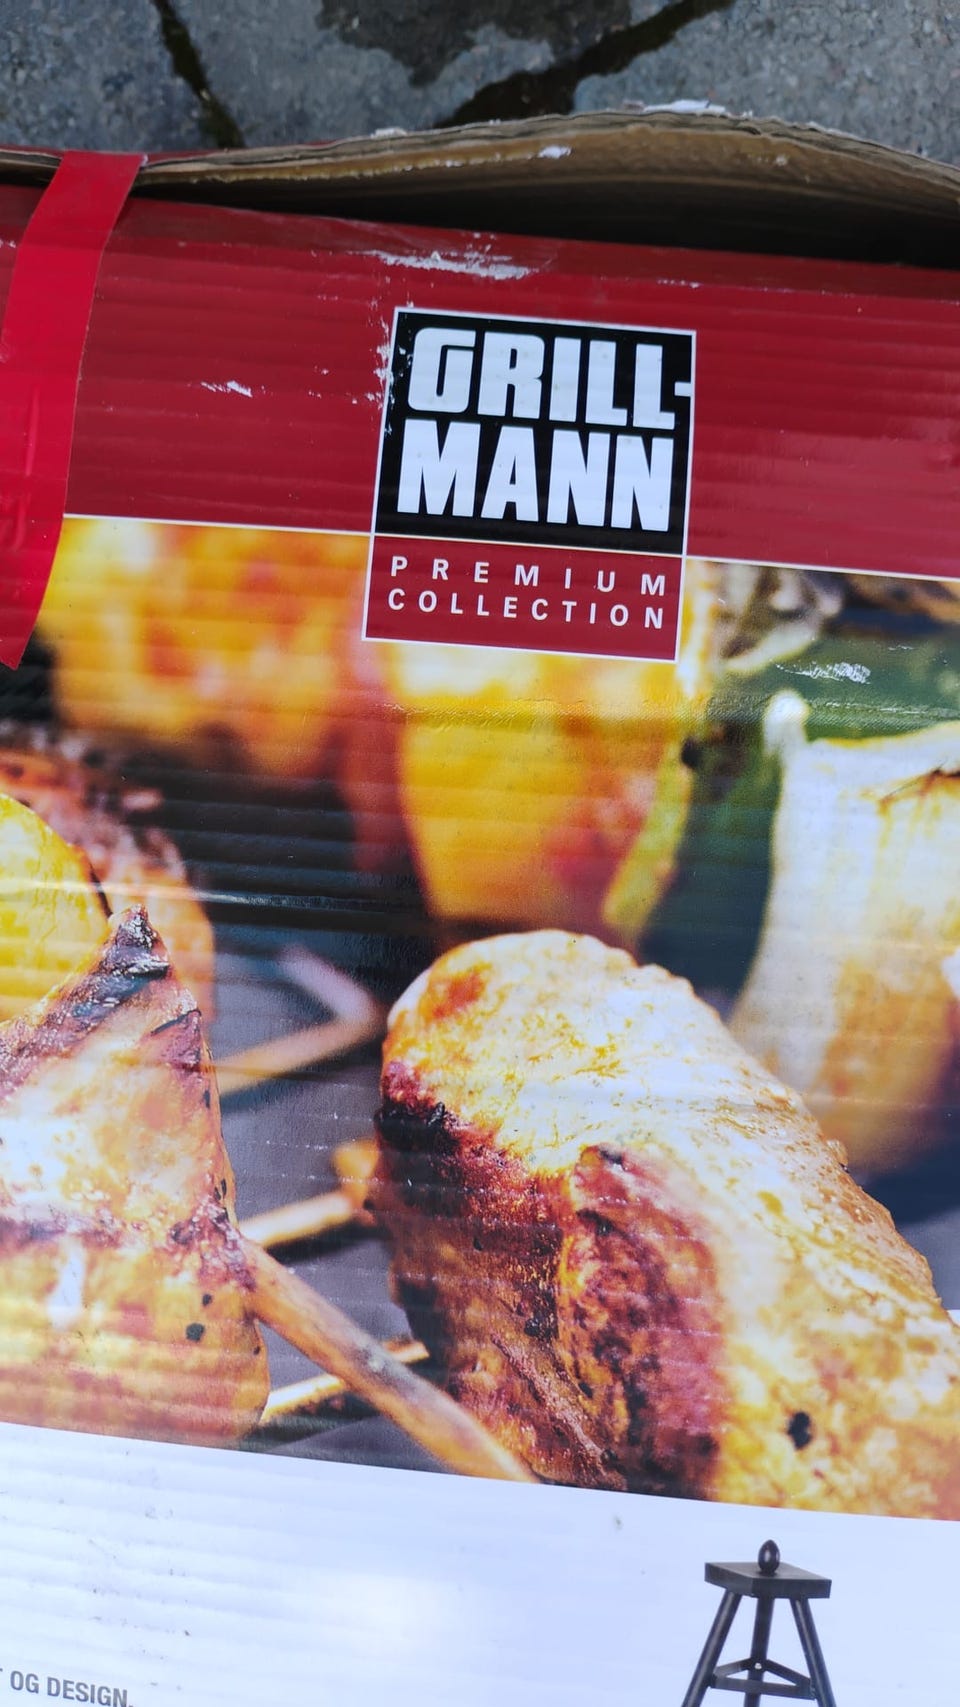 GRILL-
MANN
PREMIUM
COLLECTION
OG DESIGN.